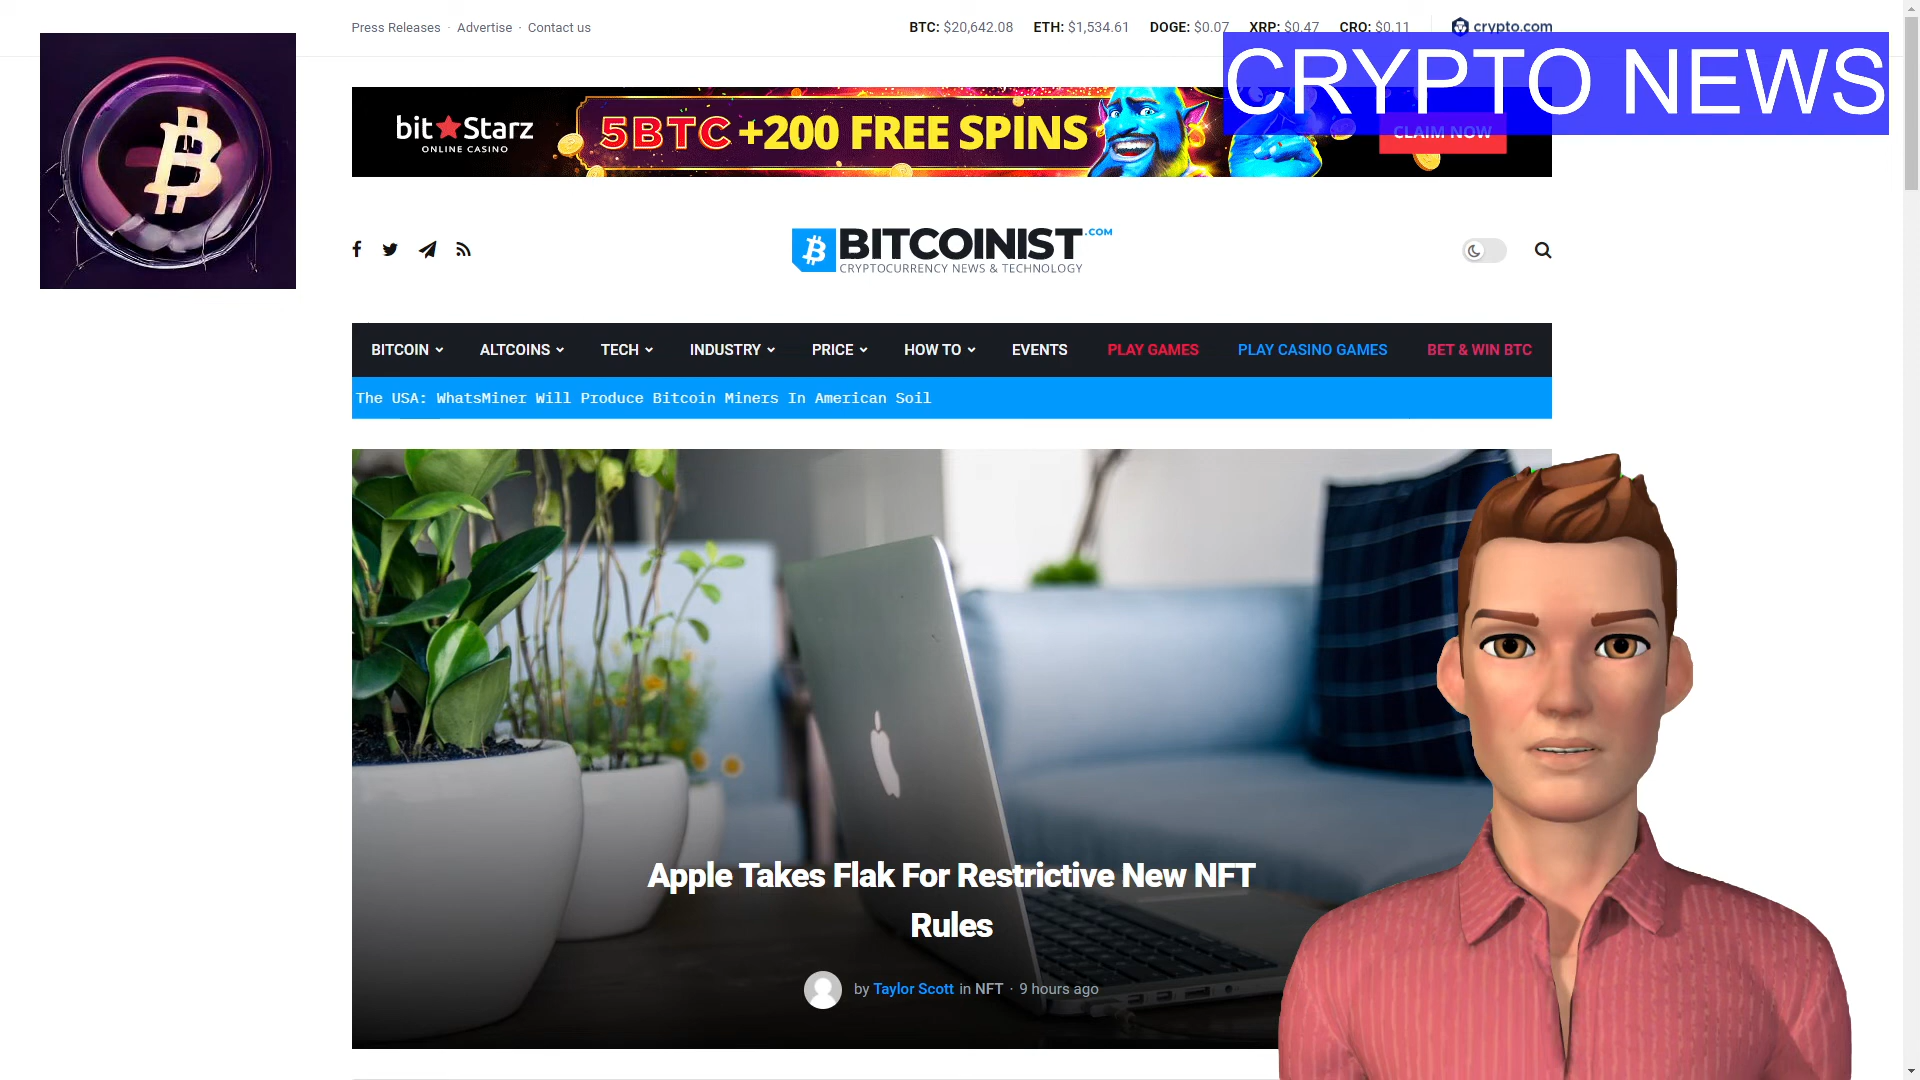 Press Releases · Advertise · Contact us
BTC: $20,642.08 ETH: $1,534.61 DOGE: $0.07 XRP: $0.47 CRO: $0.11
crypto.com
CRYPTO NEWS
bit★Starz
ONLINE CASINO
5BTC +200 FREE SPINS
CLAIM NOW
BITCOINIST.COM
CRYPTOCURRENCY NEWS & TECHNOLOGY
BITCOIN ALTCOINS TECH INDUSTRY PRICE HOW TO EVENTS PLAY GAMES PLAY CASINO GAMES BET & WIN BTC
The USA: WhatsMiner Will Produce Bitcoin Miners In American Soil
Apple Takes Flak For Restrictive New NFT
Rules
by Taylor Scott in NFT · 9 hours ago